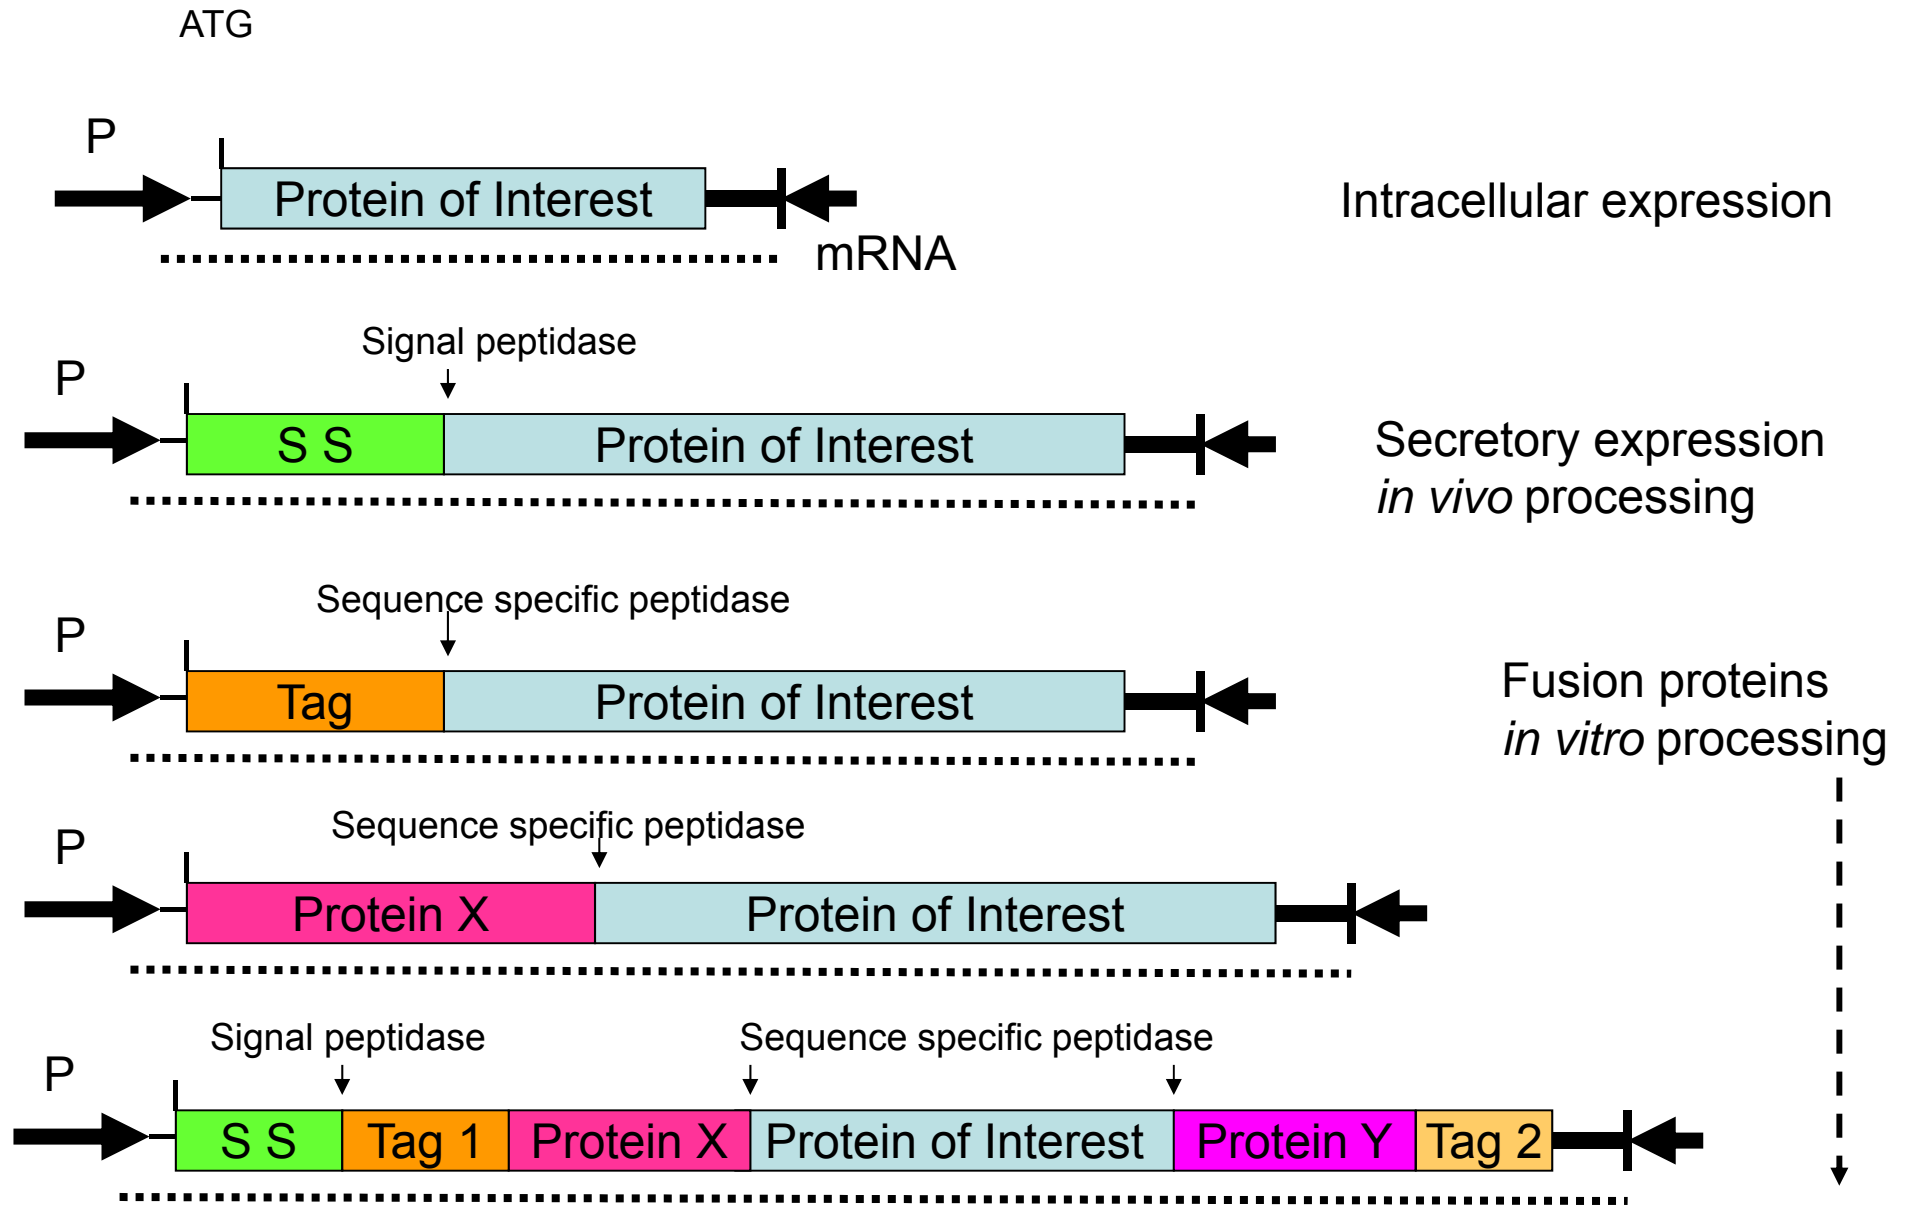 ATG
P
Protein of Interest
Intracellular expression
mRNA
Signal peptidase
P
S S
Protein of Interest
Secretory expression
in vivo processing
Sequence specific peptidase
P
Tag
Protein of Interest
Fusion proteins
in vitro processing
Sequence specific peptidase
P
Protein X
Protein of Interest
Signal peptidase
Sequence specific peptidase
P
S S
Tag 1
Protein X
Protein of Interest
Protein Y
Tag 2